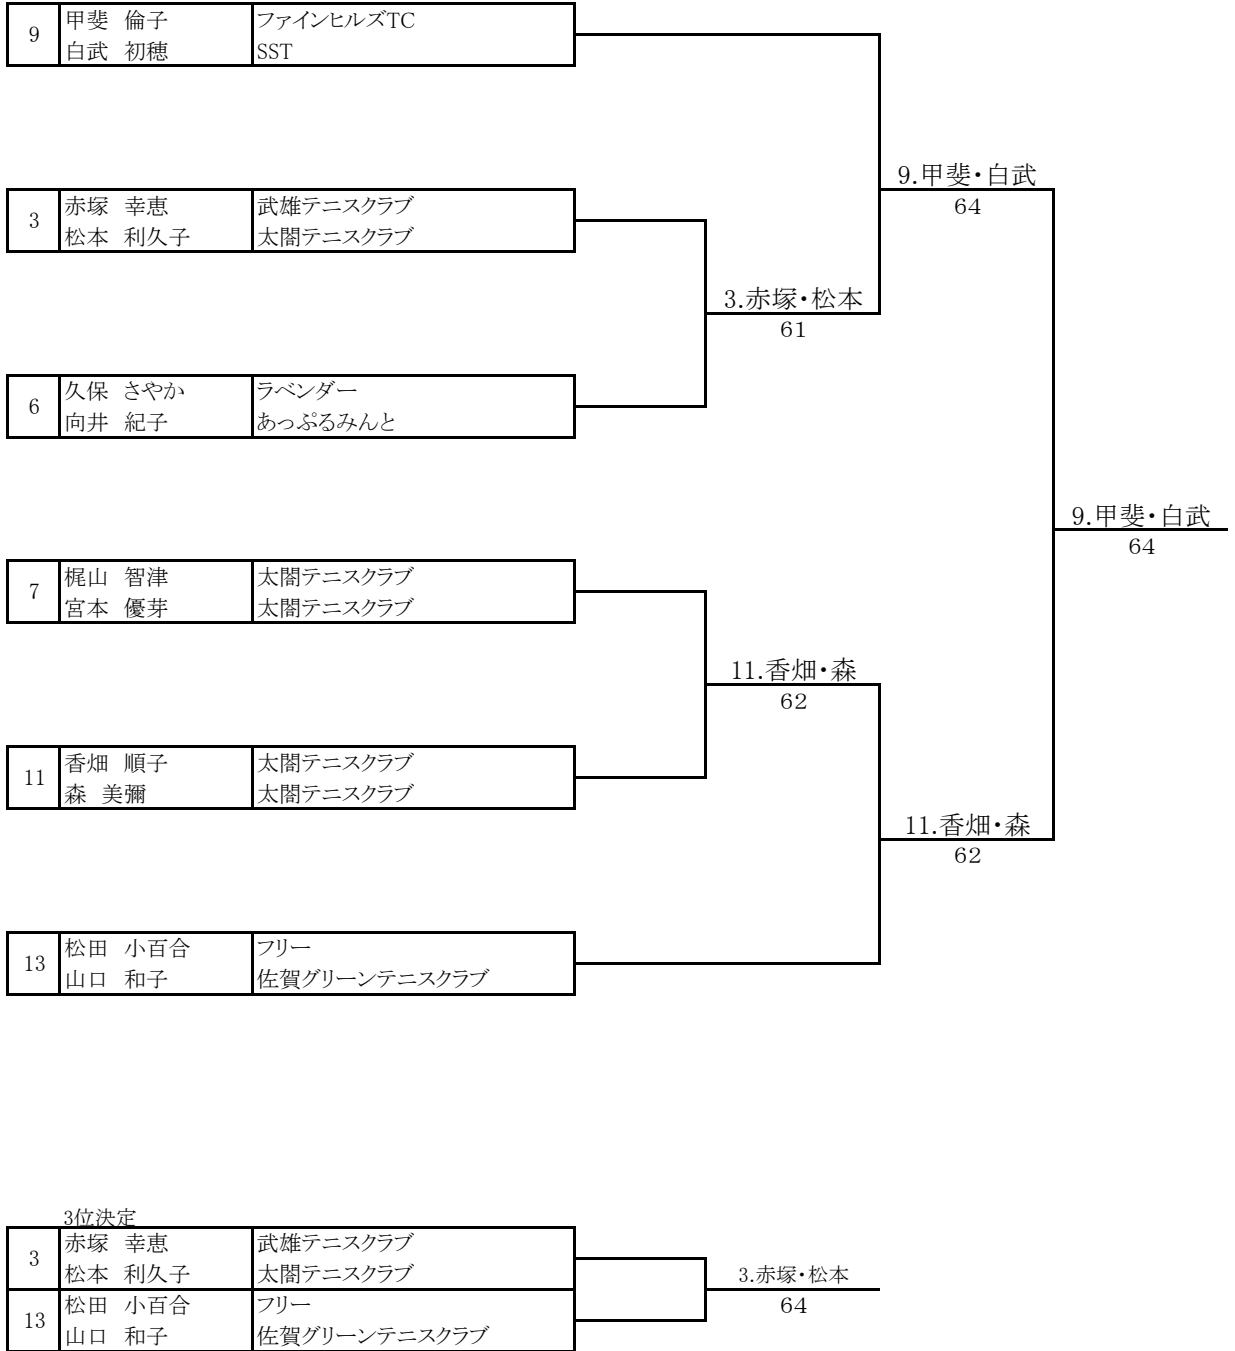 9 甲斐 倫子 ファインヒルズTC
白武 初穂 SST
9.甲斐・白武
64
3 赤塚 幸恵 武雄テニスクラブ
松本 利久子 太閤テニスクラブ
3.赤塚・松本
61
6 久保 さやか ラベンダー
向井 紀子 あっぷるみんと
9.甲斐・白武
64
7 梶山 智津 太閤テニスクラブ
宮本 優芽 太閤テニスクラブ
11.香畑・森
62
11 香畑 順子 太閤テニスクラブ
森 美彌 太閤テニスクラブ
11.香畑・森
62
13 松田 小百合 フリー
山口 和子 佐賀グリーンテニスクラブ
3位決定
3 赤塚 幸恵 武雄テニスクラブ
松本 利久子 太閤テニスクラブ
3.赤塚・松本
64
13 松田 小百合 フリー
山口 和子 佐賀グリーンテニスクラブ